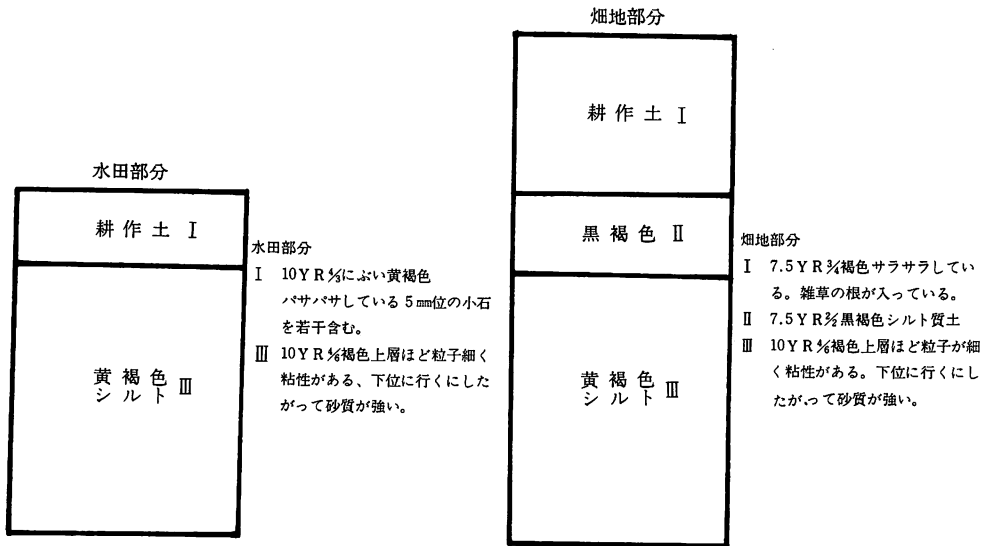 水田部分
耕作土 Ⅰ
黄褐色
シルト Ⅲ
水田部分
Ⅰ 10YR4/3にぶい黄褐色
パサパサしている5㎜位の小石
を若干含む。
Ⅲ 10YR4/6褐色上層ほど粒子細く
粘性がある、下位に行くにした
がって砂質が強い。
畑地部分
耕作土 Ⅰ
黒褐色 Ⅱ
黄褐色
シルト Ⅲ
畑地部分
Ⅰ 7.5YR3/4褐色サラサラしてい
る。雑草の根が入っている。
Ⅱ 7.5YR3/2黒褐色シルト質土
Ⅲ 10YR4/6褐色上層ほど粒子が細
く粘性がある。下位に行くにし
たがって砂質が強い。